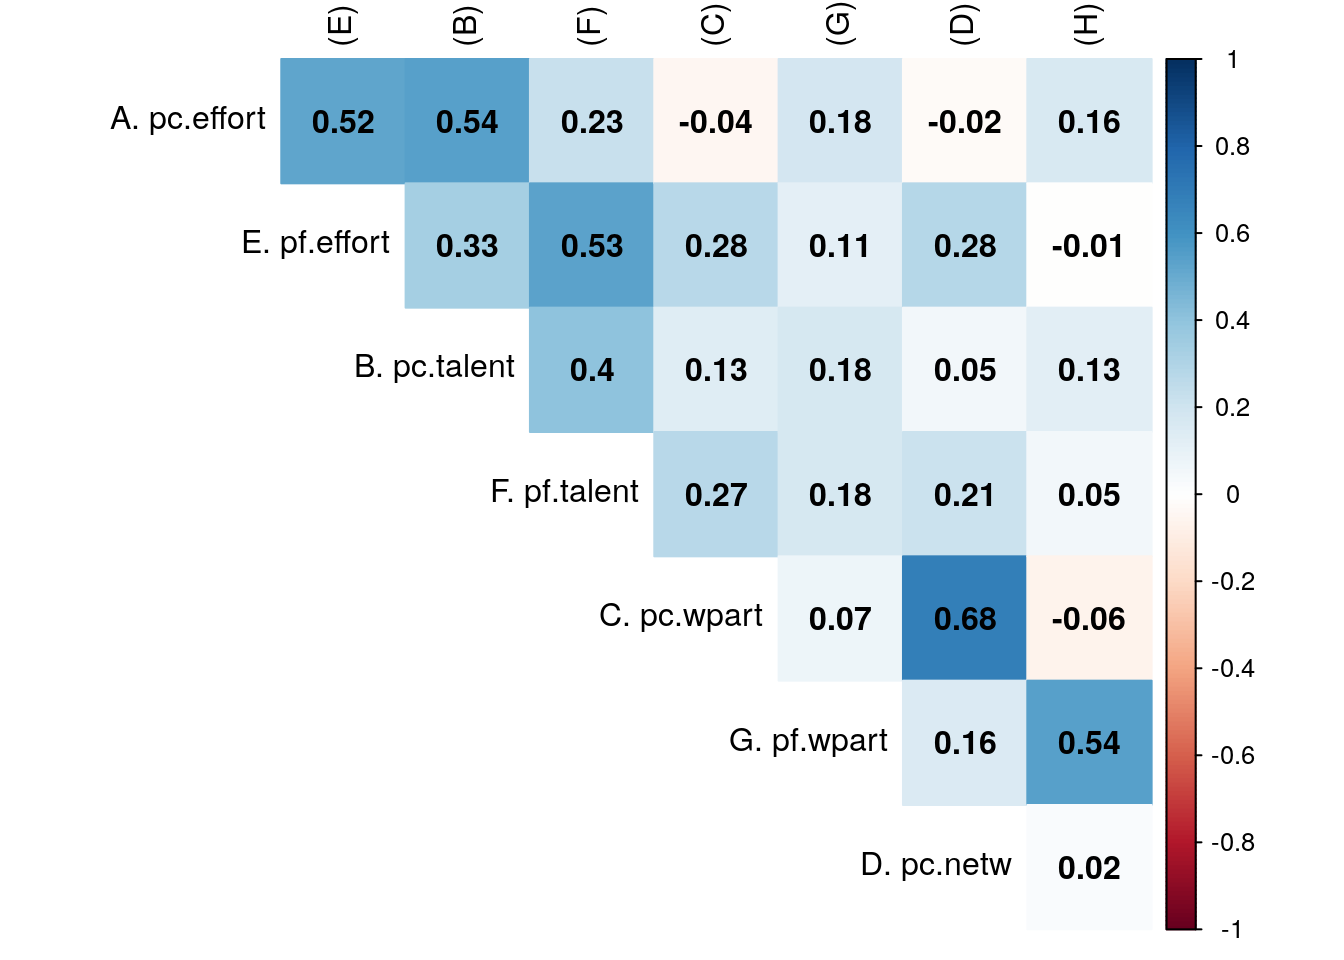 (E) (B) (F) (C) (G) (D) (H)
A. pc.effort 0.52 0.54 0.23 -0.04 0.18 -0.02 0.16
E. pf.effort 0.33 0.53 0.28 0.11 0.28 -0.01
B. pc.talent 0.4 0.13 0.18 0.05 0.13
F. pf.talent 0.27 0.18 0.21 0.05
C. pc.wpart 0.07 0.68 -0.06
G. pf.wpart 0.16 0.54
D. pc.netw 0.02
1
0.8
0.6
0.4
0.2
0
-0.2
-0.4
-0.6
-0.8
-1